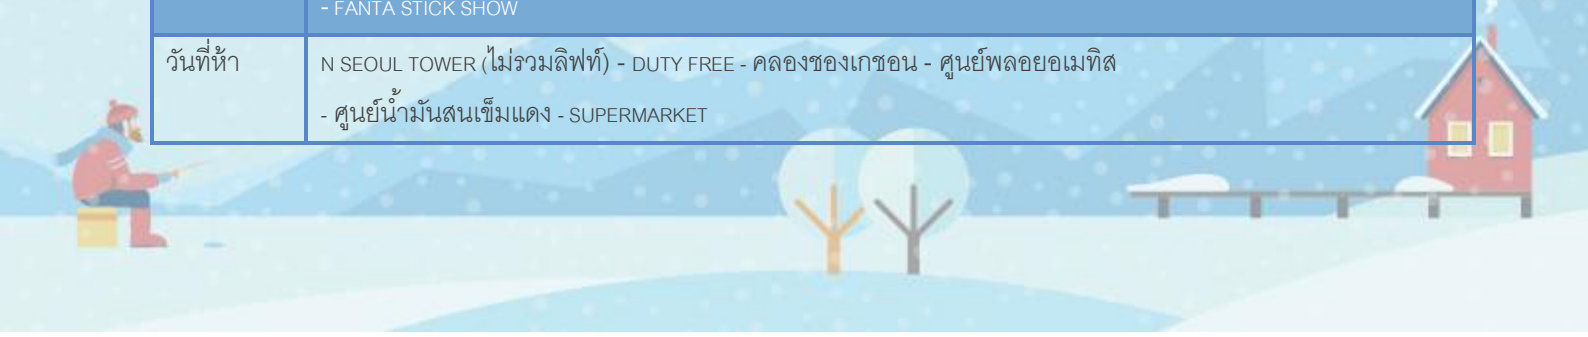 - FANTA STICK SHOW
วันที่ห้า
N SEOUL TOWER (ไม่รวมลิฟท์) - DUTY FREE - คลองชองเกชอน - ศูนย์พลอยอเมทิส
- ศูนย์น้ำมันสนเข็มแดง - SUPERMARKET